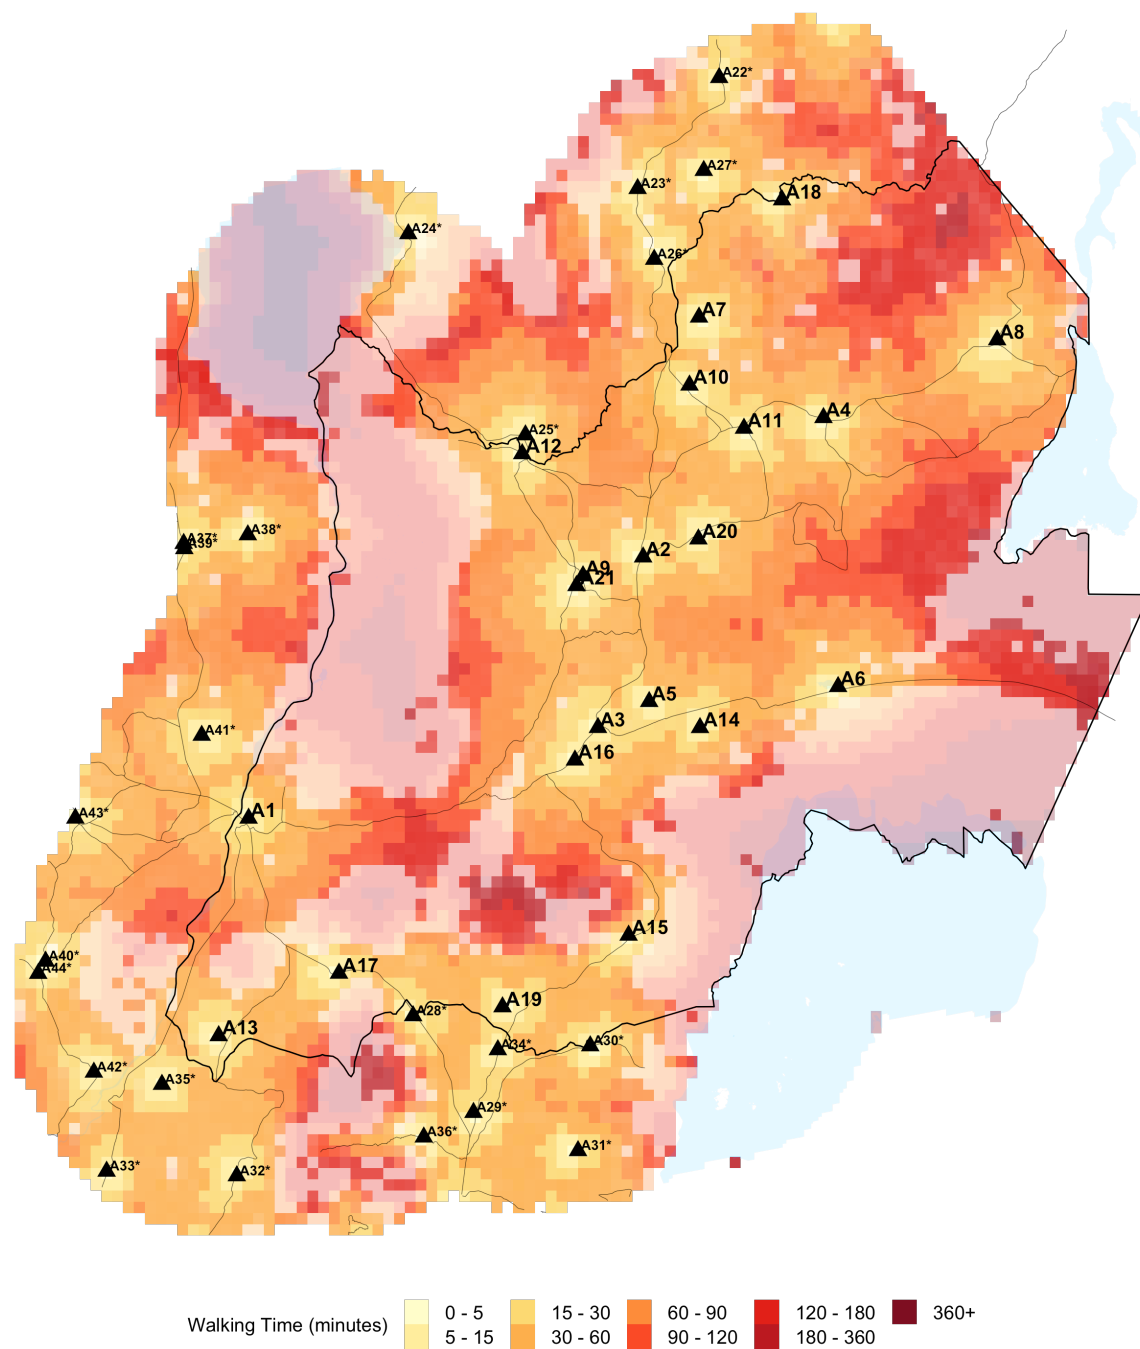 A22*
A27*
A23*
A18
A24*
A26*
A7
A8
A10
A4
A11
A25*
A12
A38*
A37*
A39*
A20
A2
A9
A21
A6
A5
A3
A14
A41*
A16
A1
A43*
A15
A40*
A44*
A17
A19
A28*
A13
A34*
A30*
A42*
A35*
A29*
A36*
A31*
A33*
A32*
Walking Time (minutes)
0 - 5
5 - 15
15 - 30
30 - 60
60 - 90
90 - 120
120 - 180
180 - 360
360+